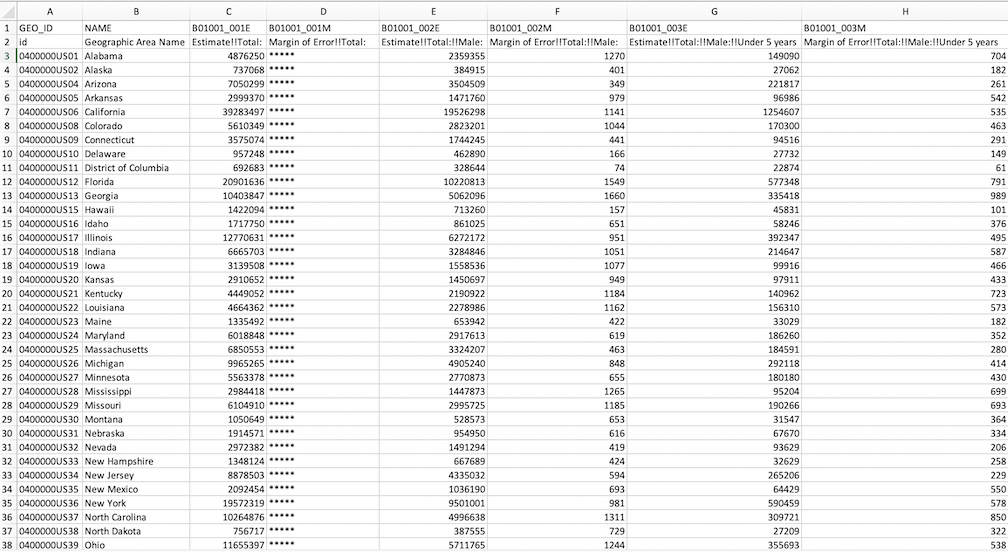 A B C D E F G H
1 GEO_ID NAME B01001_001E B01001_001M B01001_002E B01001_002M B01001_003E B01001_003M
2 id Geographic Area Name Estimate!!Total: Margin of Error!!Total: Estimate!!Total:!!Male: Margin of Error!!Total:!!Male: Estimate!!Total:!!Male:!!Under 5 years Margin of Error!!Total:!!Male:!!Under 5 years
3 0400000US01 Alabama 4876250 ***** 2359355 1270 149090 704
4 0400000US02 Alaska 737068 ***** 384915 401 27062 182
5 0400000US04 Arizona 7050299 ***** 3504509 349 221817 261
6 0400000US05 Arkansas 2999370 ***** 1471760 979 96986 542
7 0400000US06 California 39283497 ***** 19526298 1141 1254607 535
8 0400000US08 Colorado 5610349 ***** 2823201 1044 170300 463
9 0400000US09 Connecticut 3575074 ***** 1744245 441 94516 291
10 0400000US10 Delaware 957248 ***** 462890 166 27732 149
11 0400000US11 District of Columbia 692683 ***** 328644 74 22874 61
12 0400000US12 Florida 20901636 ***** 10220813 1549 577348 791
13 0400000US13 Georgia 10403847 ***** 5062096 1660 335418 989
14 0400000US15 Hawaii 1422094 ***** 713260 157 45831 101
15 0400000US16 Idaho 1717750 ***** 861025 651 58246 376
16 0400000US17 Illinois 12770631 ***** 6272172 951 392347 495
17 0400000US18 Indiana 6665703 ***** 3284846 1051 214647 587
18 0400000US19 Iowa 3139508 ***** 1558536 1077 99916 466
19 0400000US20 Kansas 2910652 ***** 1450697 949 97911 433
20 0400000US21 Kentucky 4449052 ***** 2190922 1184 140962 723
21 0400000US22 Louisiana 4664362 ***** 2278986 1162 156310 573
22 0400000US23 Maine 1335492 ***** 653942 422 33029 182
23 0400000US24 Maryland 6018848 ***** 2917613 619 186260 352
24 0400000US25 Massachusetts 6850553 ***** 3324207 463 184591 280
25 0400000US26 Michigan 9965265 ***** 4905240 848 292118 414
26 0400000US27 Minnesota 5563378 ***** 2770873 655 180180 430
27 0400000US28 Mississippi 2984418 ***** 1447873 1265 95204 699
28 0400000US29 Missouri 6104910 ***** 2995725 1185 190266 693
29 0400000US30 Montana 1050649 ***** 528573 653 31547 364
30 0400000US31 Nebraska 1914571 ***** 954950 616 67670 334
31 0400000US32 Nevada 2972382 ***** 1491294 419 93629 206
32 0400000US33 New Hampshire 1348124 ***** 667689 424 32629 258
33 0400000US34 New Jersey 8878503 ***** 4335032 594 265206 229
34 0400000US35 New Mexico 2092454 ***** 1036190 693 64429 550
35 0400000US36 New York 19572319 ***** 9501001 981 590459 578
36 0400000US37 North Carolina 10264876 ***** 4996638 1311 309721 850
37 0400000US38 North Dakota 756717 ***** 387555 729 27209 322
38 0400000US39 Ohio 11655397 ***** 5711765 1244 355693 538